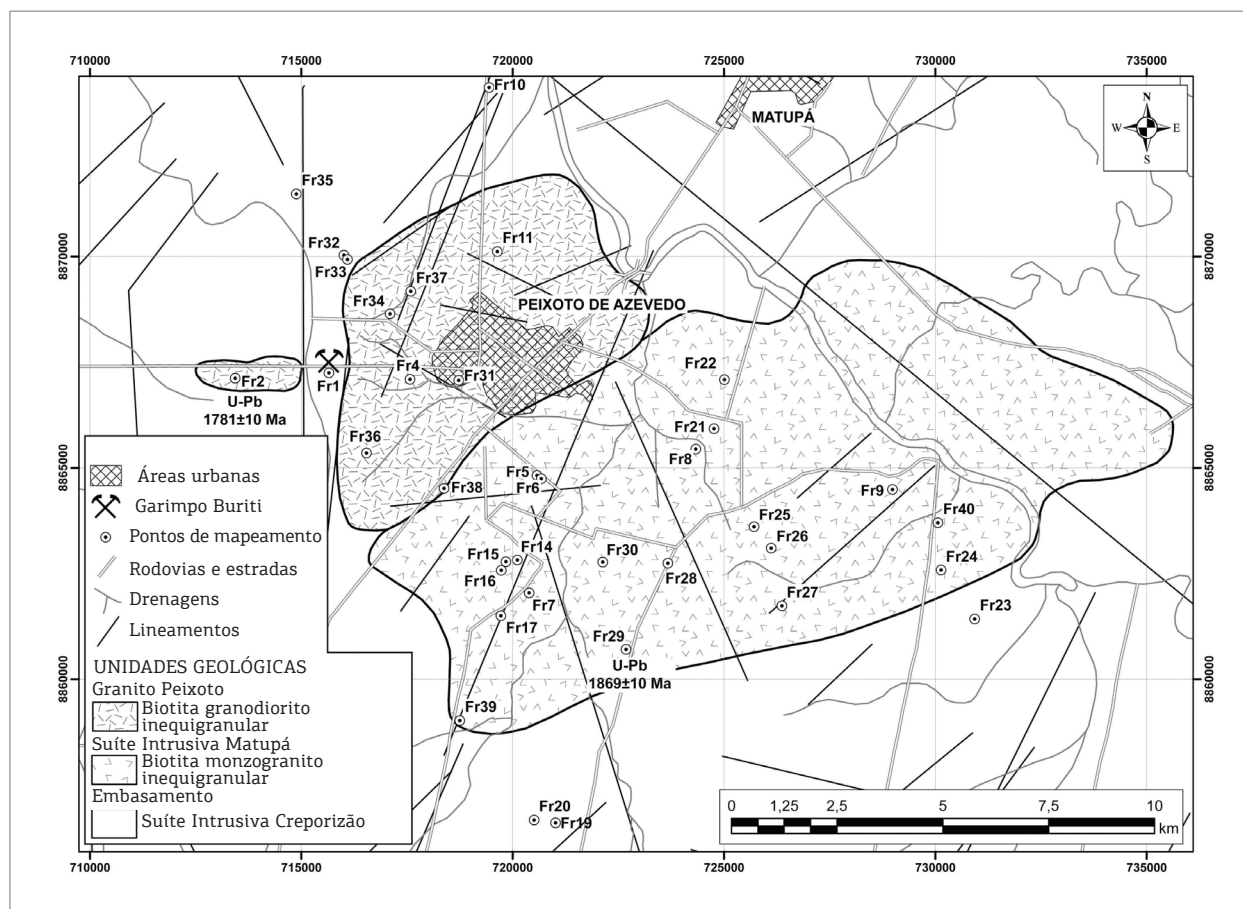 710000 715000 720000 725000 730000 735000
Fr10
MATUPÁ
N
W E
S
Fr35
8870000 8870000
Fr32
Fr33
Fr11
Fr37
Fr34
PEIXOTO DE AZEVEDO
Fr22
Fr2
Fr1
Fr4
Fr31
U-Pb
1781±10 Ma
Fr21
Fr8
Fr36
8865000 8865000
Fr5
Fr6
Fr38
Fr9
Fr40
Fr25
Fr26
Fr15
Fr14
Fr16
Fr30
Fr28
Fr24
Fr7
Fr27
Fr17
Fr23
Fr29
U-Pb
1869±10 Ma
8860000 8860000
Fr39
Fr20
Fr19
Áreas urbanas
Garimpo Buriti
Pontos de mapeamento
Rodovias e estradas
Drenagens
Lineamentos
UNIDADES GEOLÓGICAS
Granito Peixoto
Biotita granodiorito
inequigranular
Suíte Intrusiva Matupá
Biotita monzogranito
inequigranular
Embasamento
Suíte Intrusiva Creporizão
0 1,25 2,5 5 7,5 10
km
710000 715000 720000 725000 730000 735000